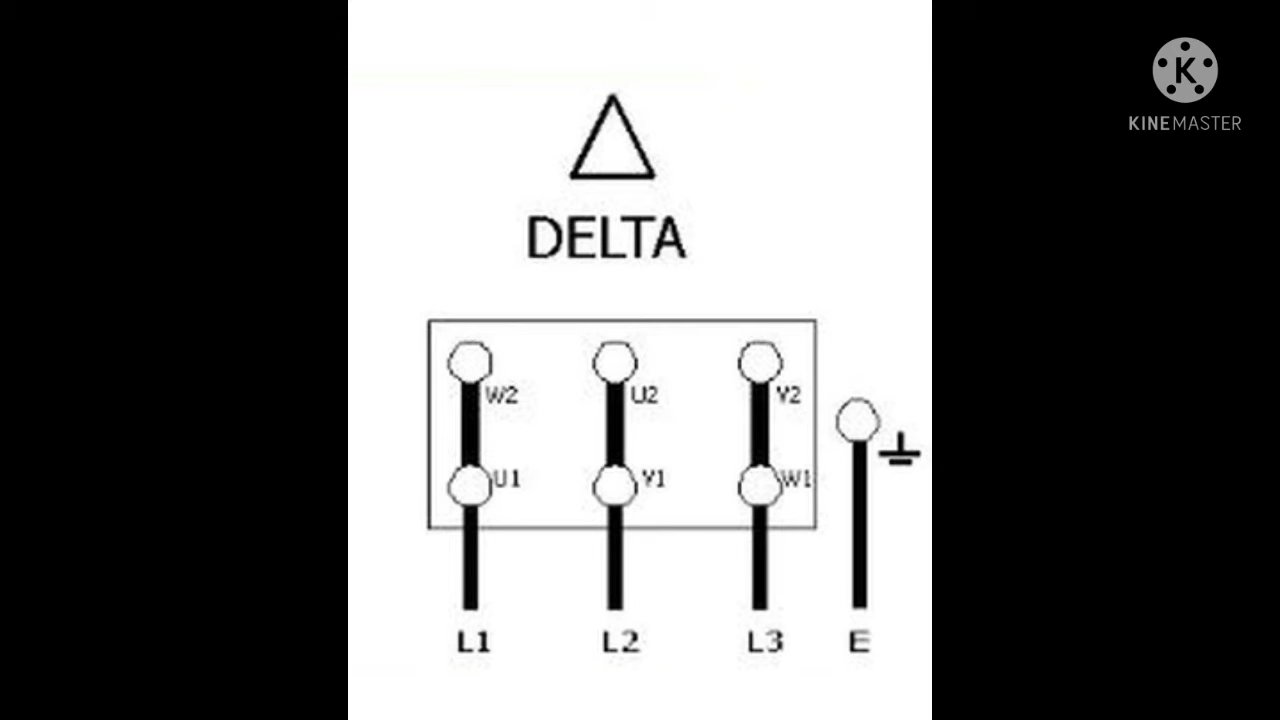 K
KINEMASTER
DELTA
W2 U2 V2
U1 V1 W1
L1 L2 L3 E